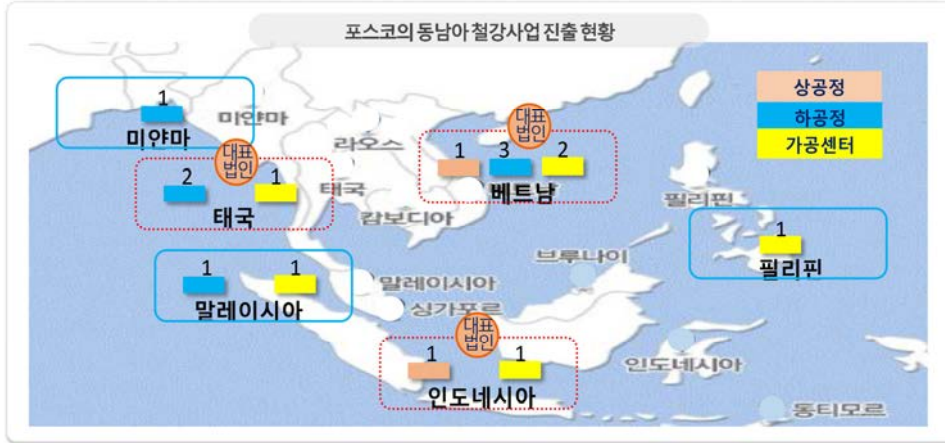 포스코의 동남아 철강사업 진출 현황
상공정
하공정
가공센터
1
미얀마
미얀마
라오스
대표
법인
1
3
2
베트남
대표
법인
2
1
태국
태국
캄보디아
필리핀
1
필리핀
브루나이
1
1
말레이시아
말레이시아
싱가포르
대표
법인
1
1
인도네시아
인도네시아
동티모르